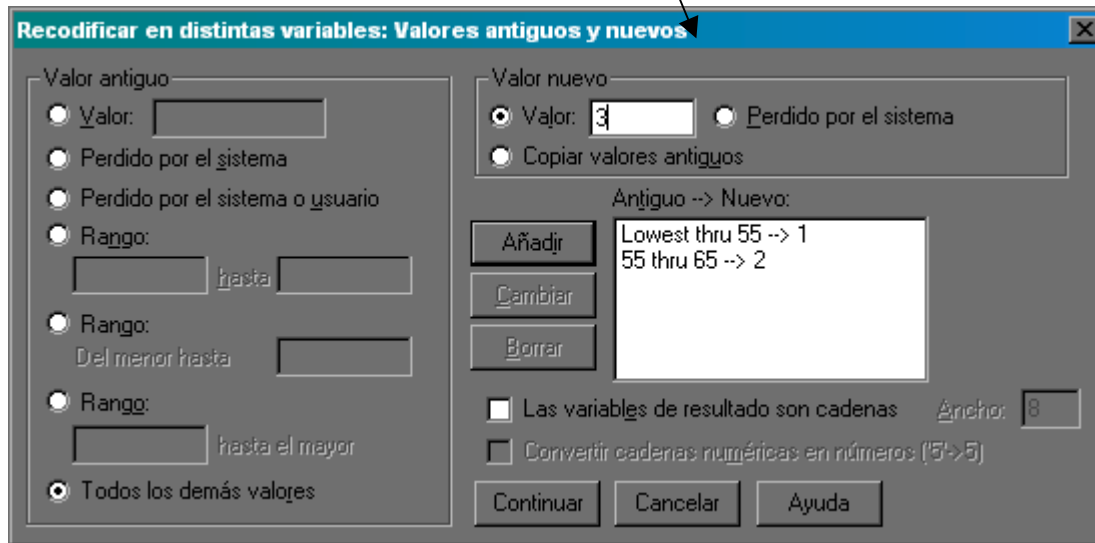 Recodificar en distintas variables: Valores antiguos y nuevos
Valor antiguo
Valor:
Perdido por el sistema
Perdido por el sistema o usuario
Rango:
hasta
Rango:
Del menor hasta
Rango:
hasta el mayor
Todos los demás valores
Valor nuevo
Valor: 3 Perdido por el sistema
Copiar valores antiguos
Antiguo --> Nuevo:
Añadir
Cambiar
Borrar
Lowest thru 55 --> 1
55 thru 65 --> 2
Las variables de resultado son cadenas Ancho: 8
Convertir cadenas numéricas en números ('5'->5)
Continuar Cancelar Ayuda